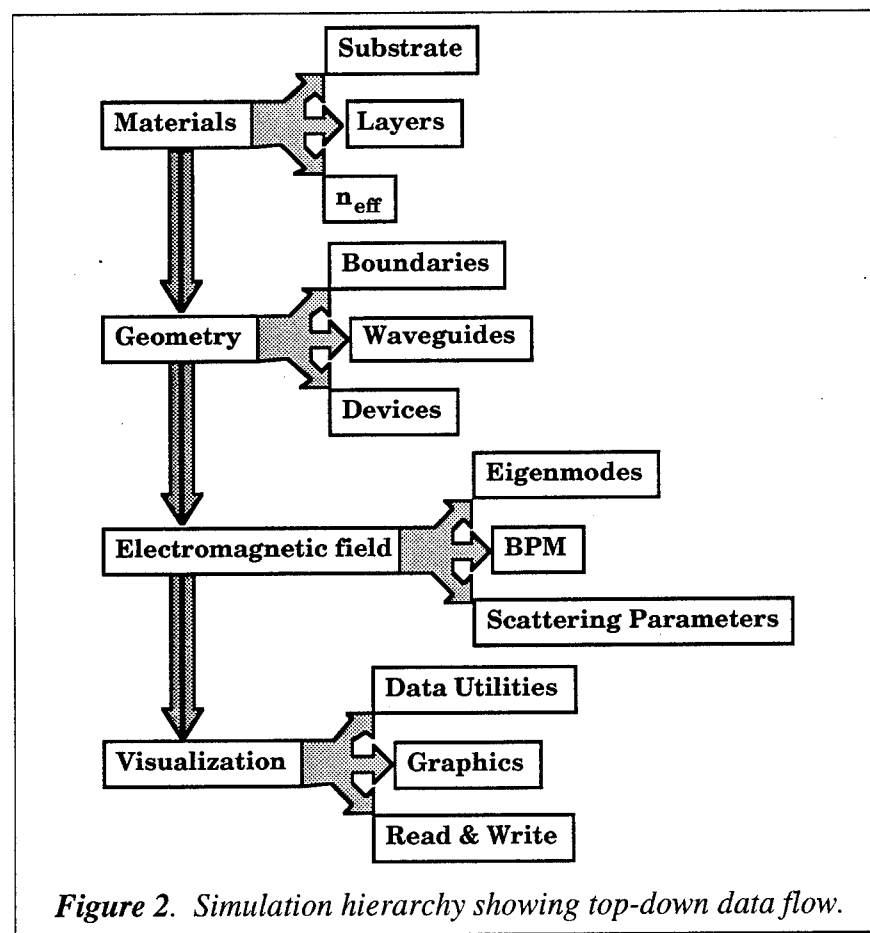 Substrate
Materials
Layers
n_eff
Boundaries
Geometry
Waveguides
Devices
Eigenmodes
Electromagnetic field
BPM
Scattering Parameters
Data Utilities
Visualization
Graphics
Read & Write
Figure 2. Simulation hierarchy showing top-down data flow.